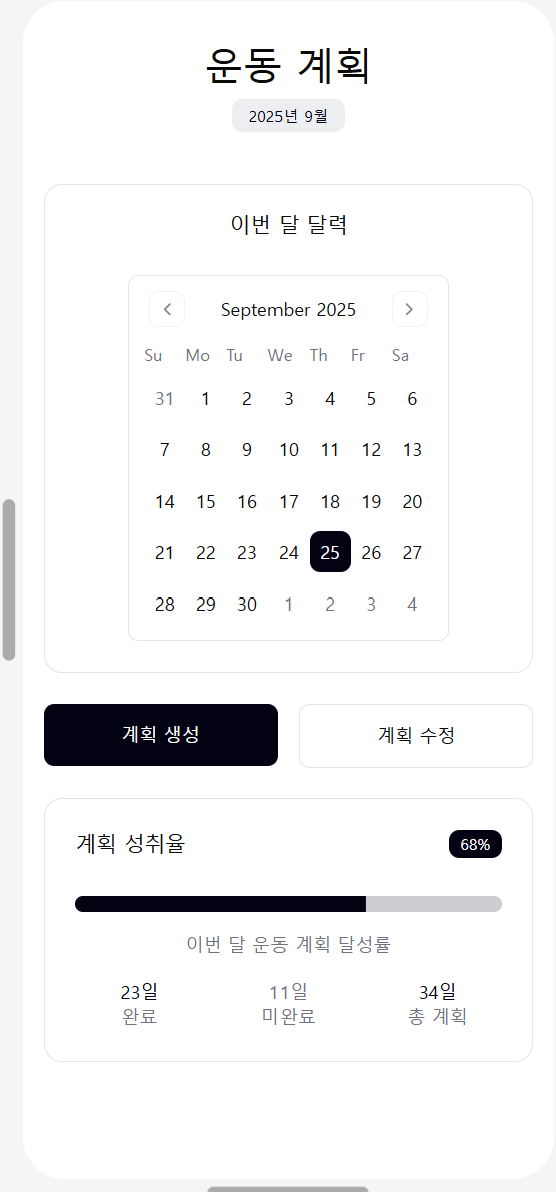 운동 계획
2025년 9월
이번 달 달력
September 2025
Su Mo Tu We Th Fr Sa
31 1 2 3 4 5 6
7 8 9 10 11 12 13
14 15 16 17 18 19 20
21 22 23 24 25 26 27
28 29 30 1 2 3 4
계획 생성 계획 수정
계획 성취율 68%
이번 달 운동 계획 달성률
23일 11일 34일
완료 미완료 총 계획